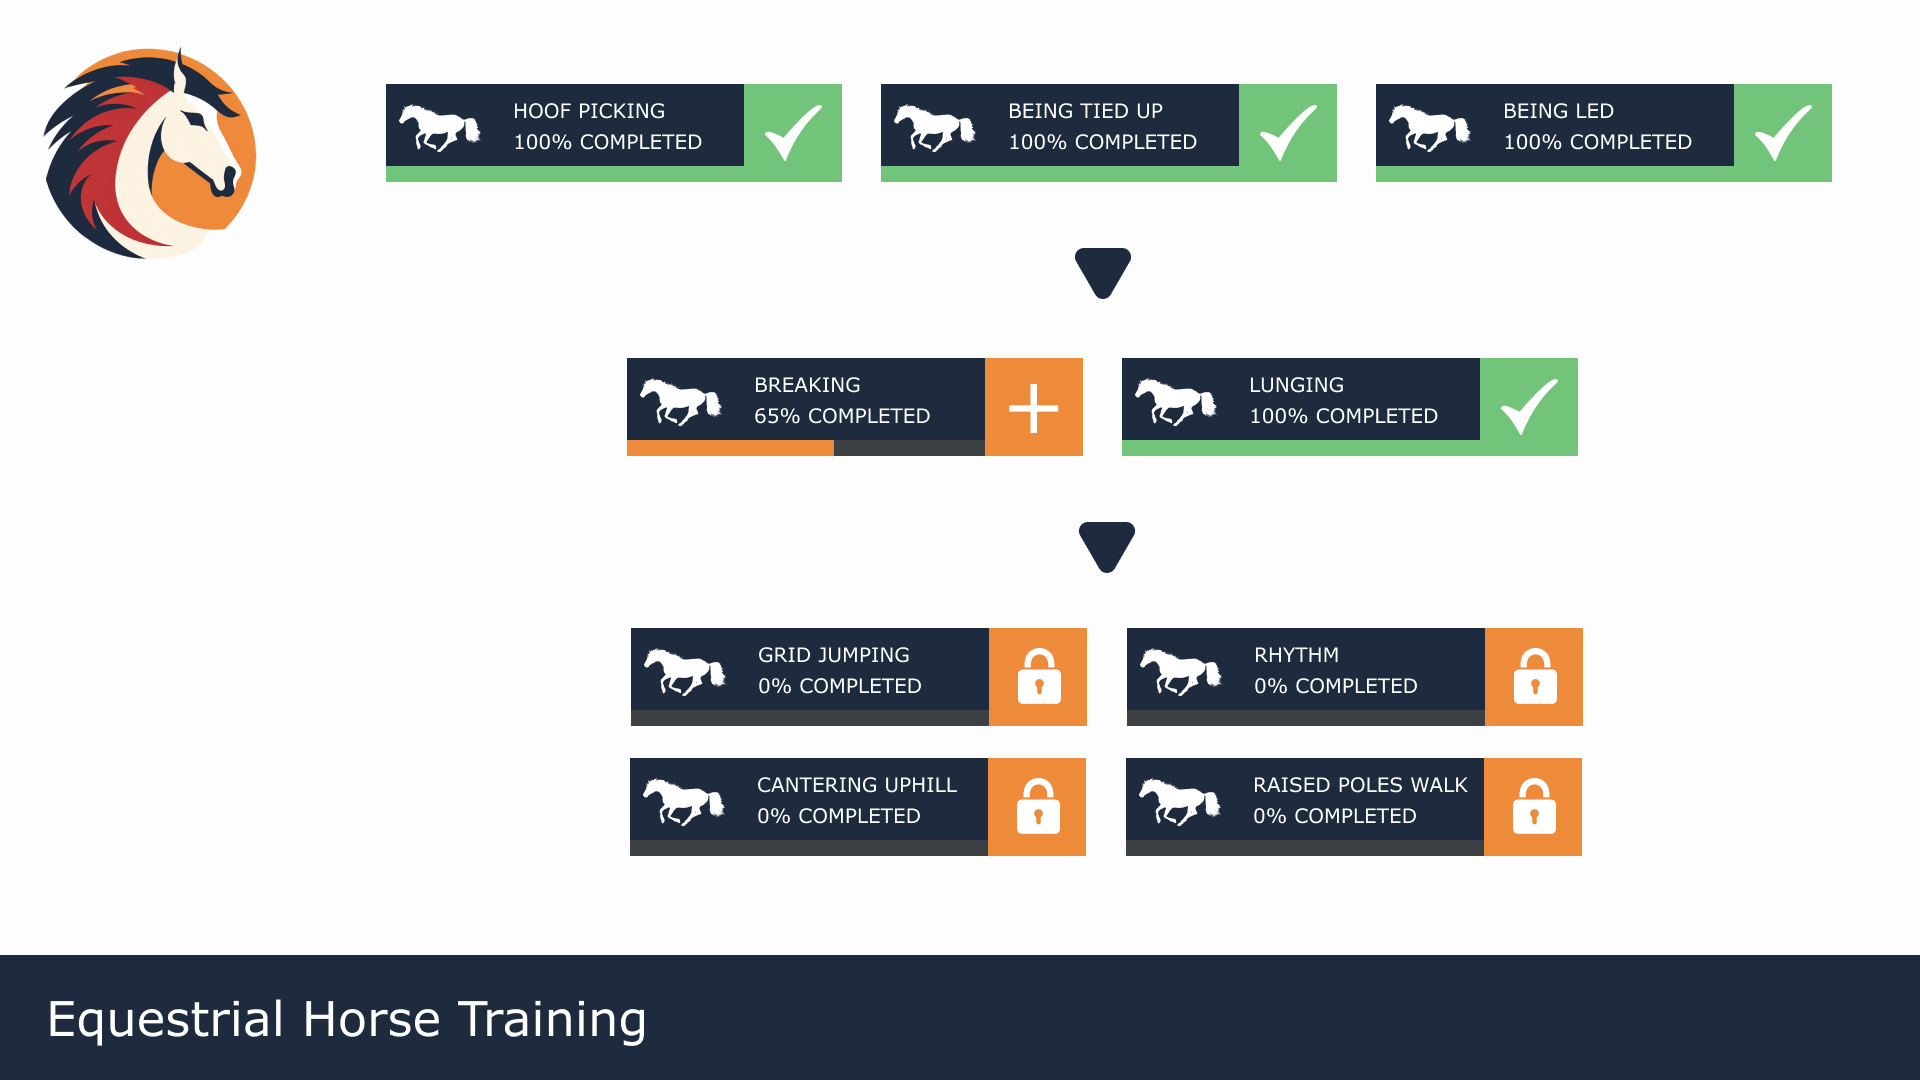 HOOF PICKING
100% COMPLETED
BEING TIED UP
100% COMPLETED
BEING LED
100% COMPLETED
BREAKING
65% COMPLETED
LUNGING
100% COMPLETED
GRID JUMPING
0% COMPLETED
RHYTHM
0% COMPLETED
CANTERING UPHILL
0% COMPLETED
RAISED POLES WALK
0% COMPLETED
Equestrial Horse Training